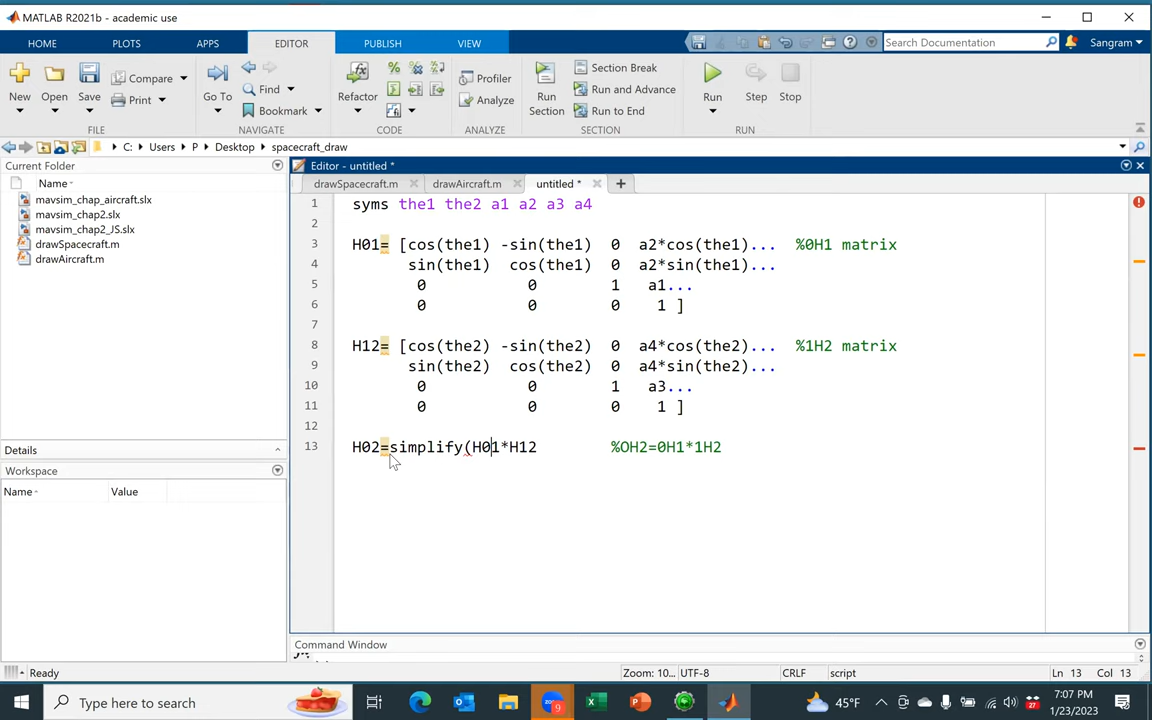 MATLAB R2021b - academic use
HOME PLOTS APPS EDITOR PUBLISH VIEW Search Documentation Sangram
New Open Save Compare Print Go To Find Bookmark Refactor Profiler Analyze Run Section Section Break Run and Advance Run to End Run Step Stop
FILE NAVIGATE CODE ANALYZE SECTION RUN
C: Users P Desktop spacecraft_draw
Current Folder
Name
mavsim_chap_aircraft.slx
mavsim_chap2.slx
mavsim_chap2_JS.slx
drawSpacecraft.m
drawAircraft.m
Details
Workspace
Name Value
Editor - untitled *
drawSpacecraft.m drawAircraft.m untitled *
1 syms the1 the2 a1 a2 a3 a4
2
3 H01= [cos(the1) -sin(the1) 0 a2*cos(the1)... %0H1 matrix
4 sin(the1) cos(the1) 0 a2*sin(the1)...
5 0 0 1 a1...
6 0 0 0 1 ]
7
8 H12= [cos(the2) -sin(the2) 0 a4*cos(the2)... %1H2 matrix
9 sin(the2) cos(the2) 0 a4*sin(the2)...
10 0 0 1 a3...
11 0 0 0 1 ]
12
13 H02=simplify(H01*H12 %OH2=0H1*1H2
Command Window
Ready Zoom: 10... UTF-8 CRLF script Ln 13 Col 13
Type here to search 45°F 7:07 PM
1/23/2023